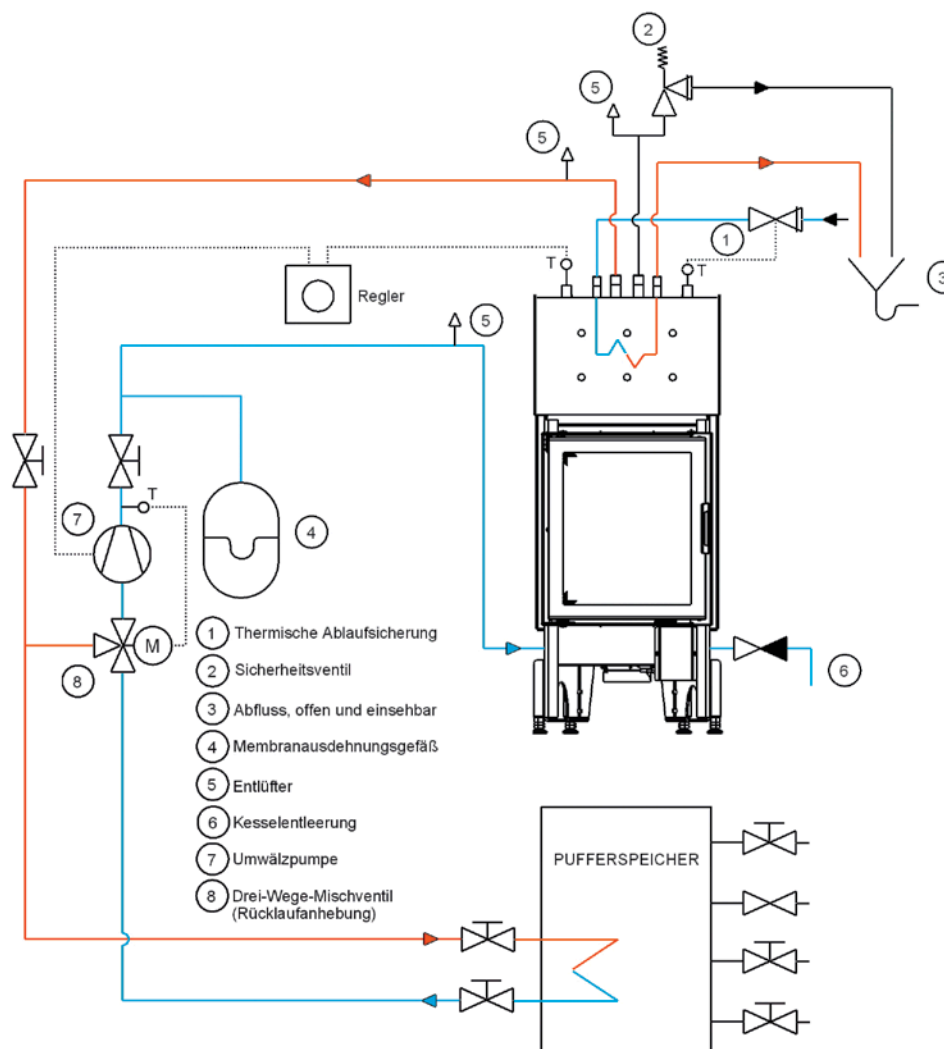 2
5
5
T
1
T
3
Regler
5
T
7
4
M
8
6
1 Thermische Ablaufsicherung
2 Sicherheitsventil
3 Abfluss, offen und einsehbar
4 Membranausdehnungsgefäß
5 Entlüfter
6 Kesselentleerung
7 Umwälzpumpe
8 Drei-Wege-Mischventil
(Rücklaufanhebung)
PUFFERSPEICHER